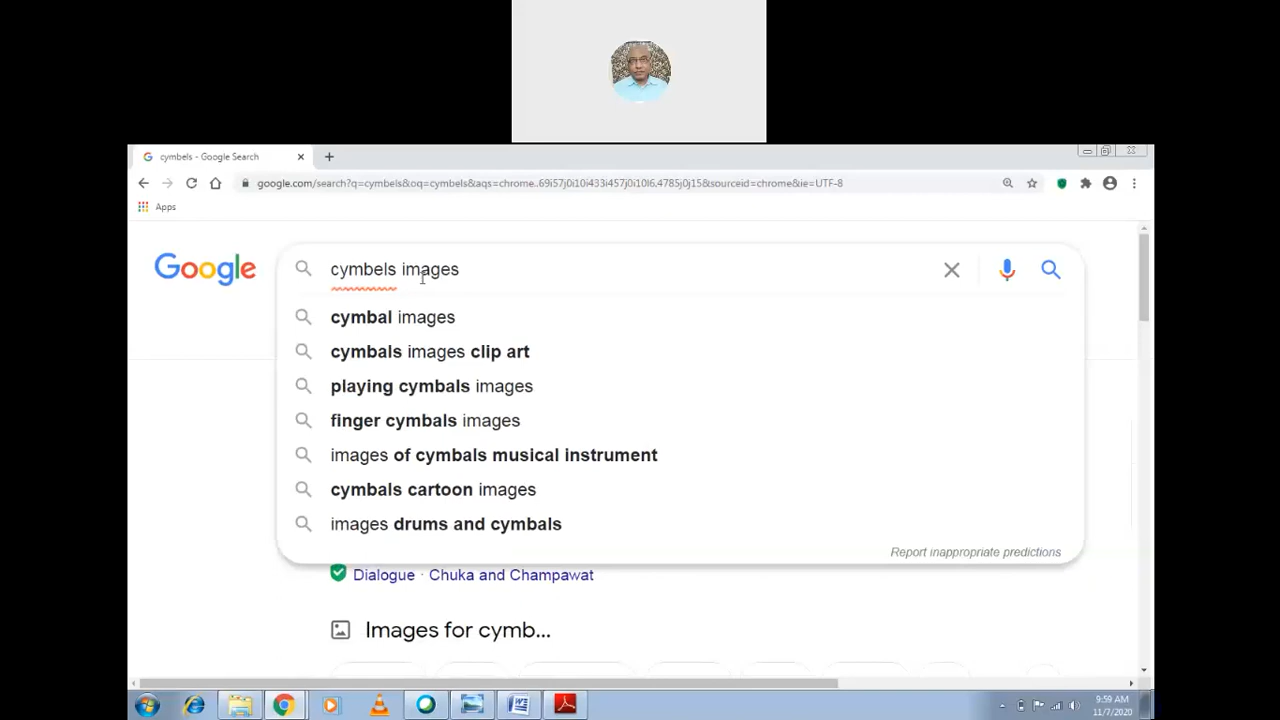 cymbels - Google Search
google.com/search?q=cymbels&oq=cymbels&aqs=chrome..69i57j0i10i433i457j0i10l6.4785j0j15&sourceid=chrome&ie=UTF-8
Apps
Google
cymbels images
cymbal images
cymbals images clip art
playing cymbals images
finger cymbals images
images of cymbals musical instrument
cymbals cartoon images
images drums and cymbals
Report inappropriate predictions
Dialogue · Chuka and Champawat
Images for cymb...
9:59 AM
11/7/2020